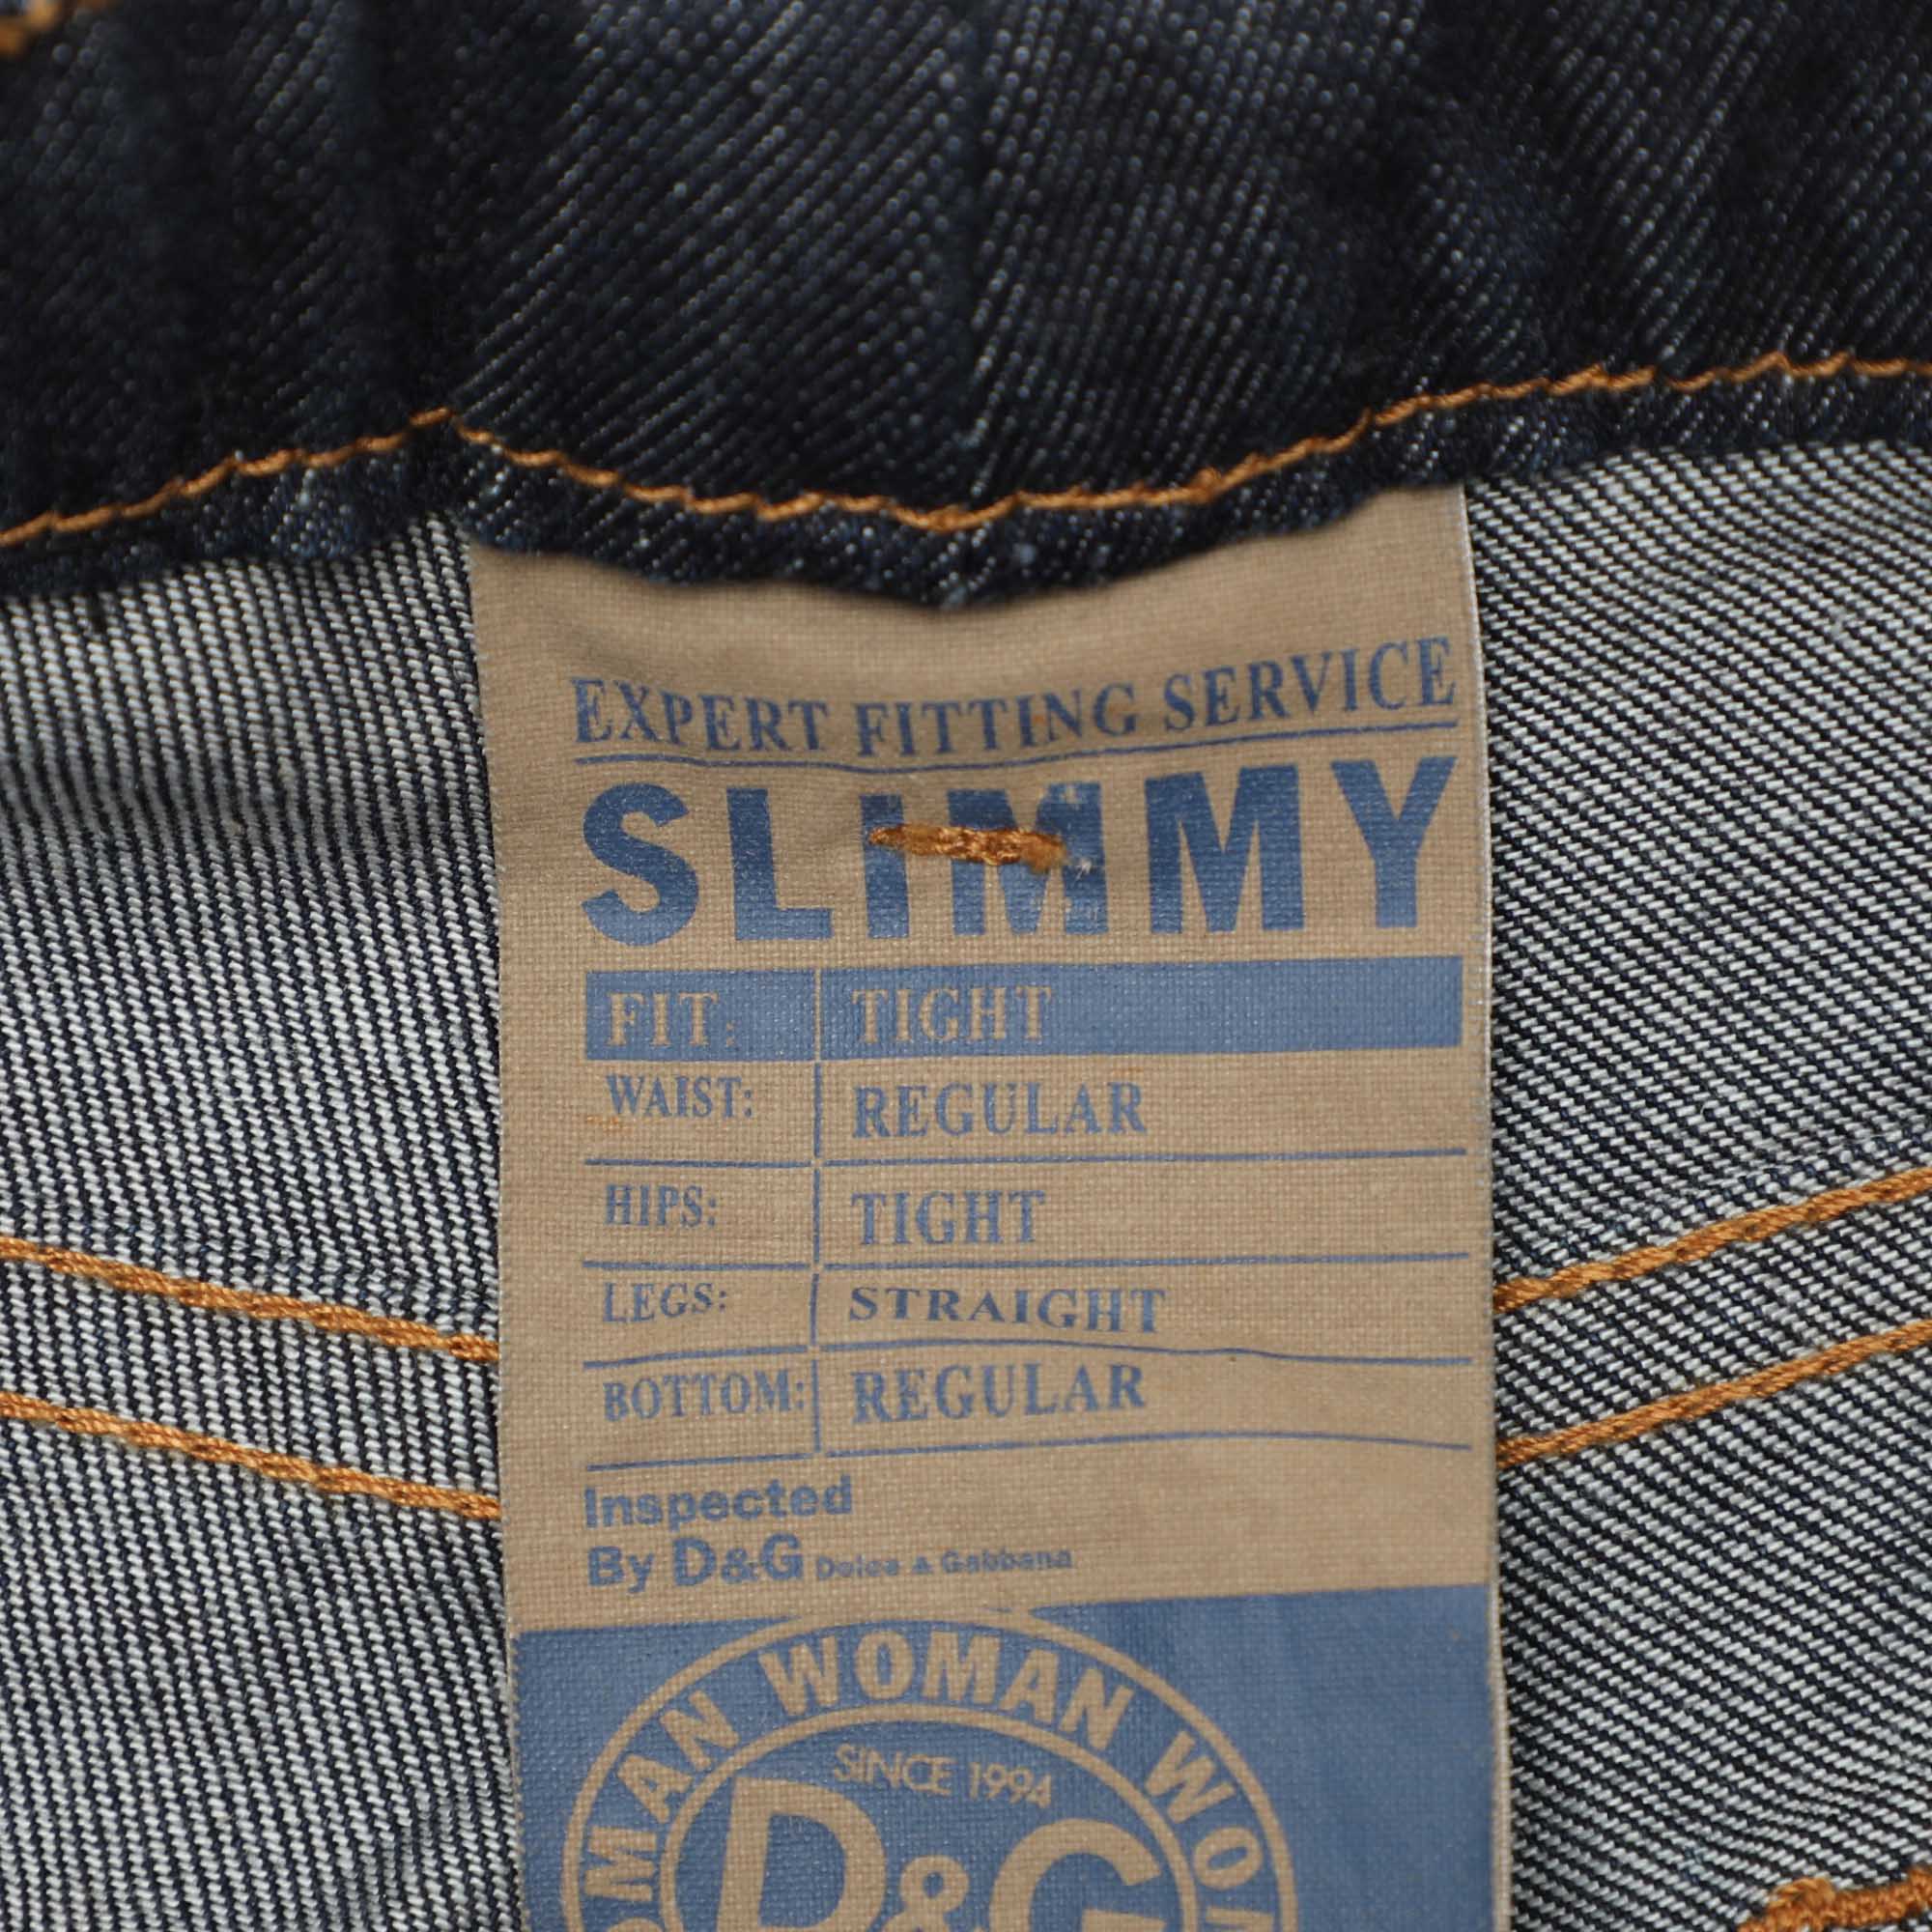 EXPERT FITTING SERVICE
SLIMMY
FIT: TIGHT
WAIST: REGULAR
HIPS: TIGHT
LEGS: STRAIGHT
BOTTOM: REGULAR
Inspected
By D&G Dolce & Gabbana
WOMAN WOMAN
SINCE 1994
D&G